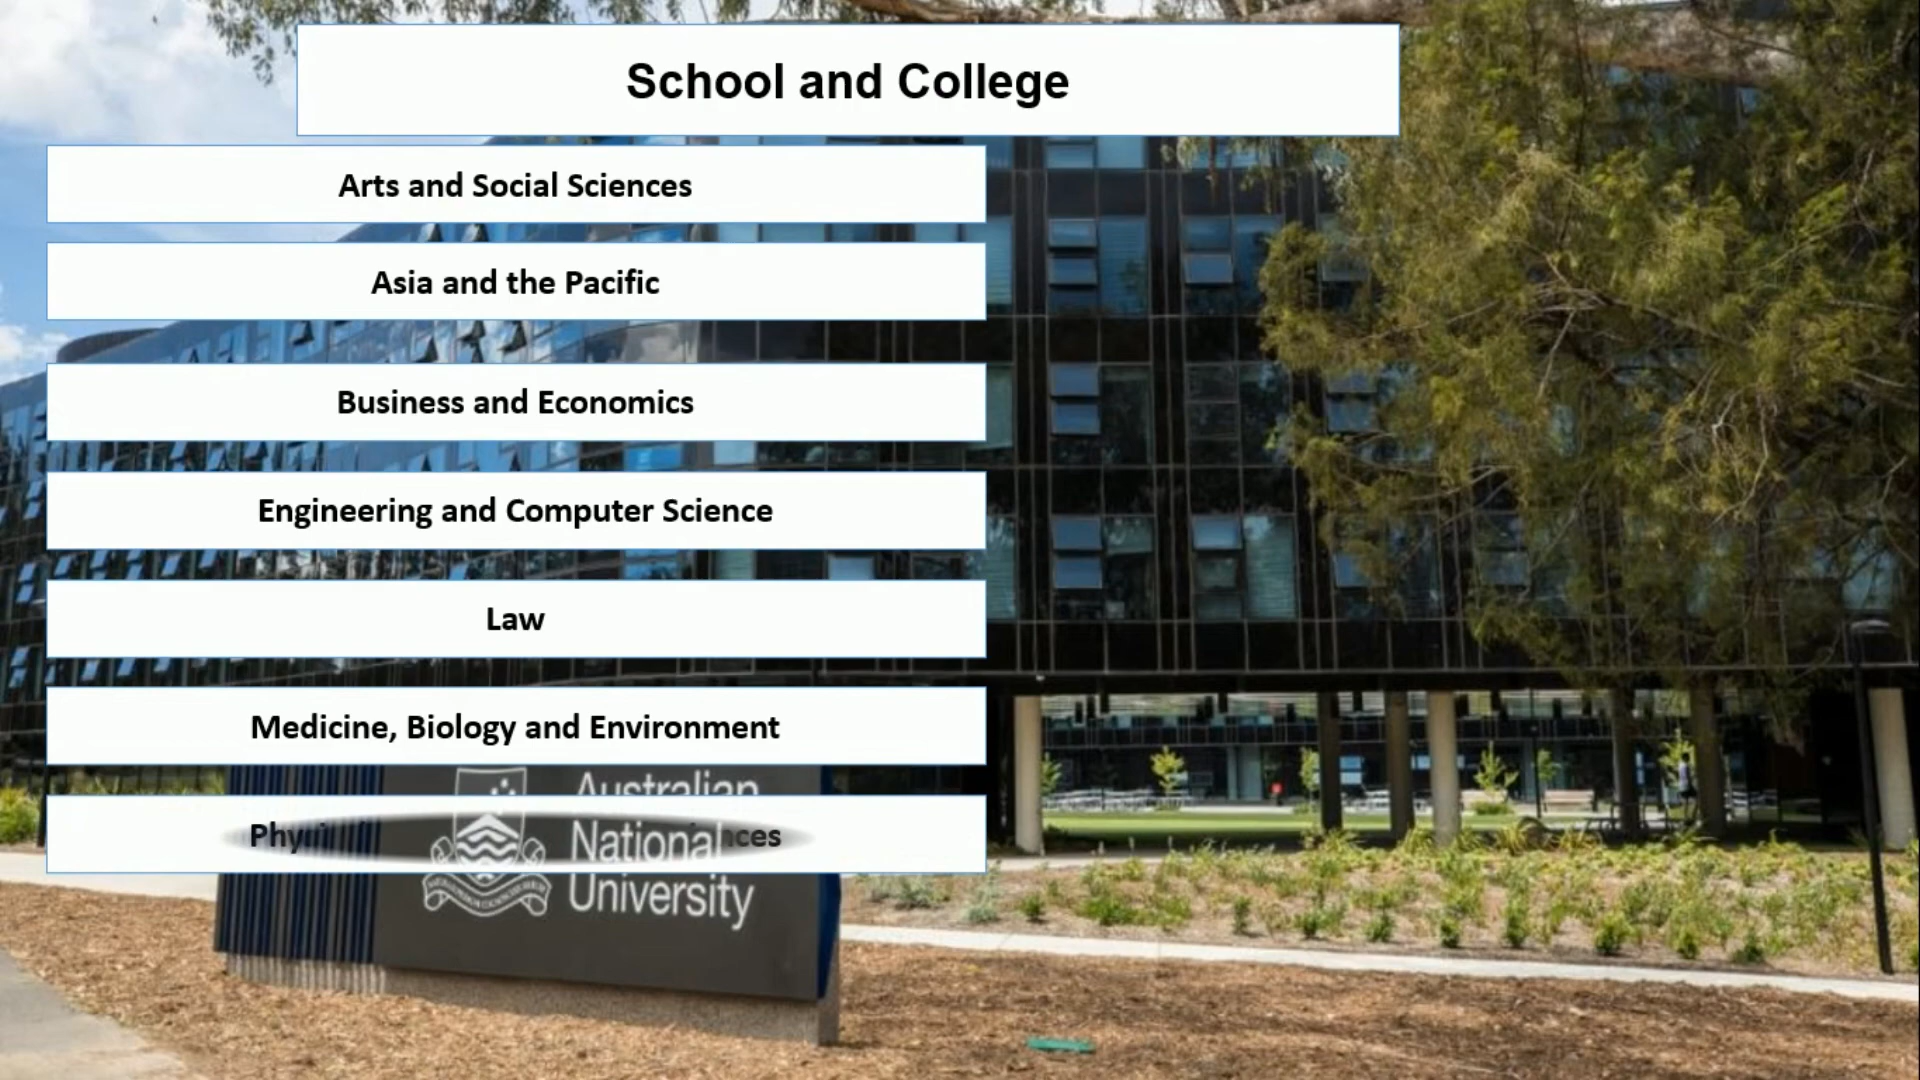 School and College
Arts and Social Sciences
Asia and the Pacific
Business and Economics
Engineering and Computer Science
Law
Medicine, Biology and Environment
Australian
National
University